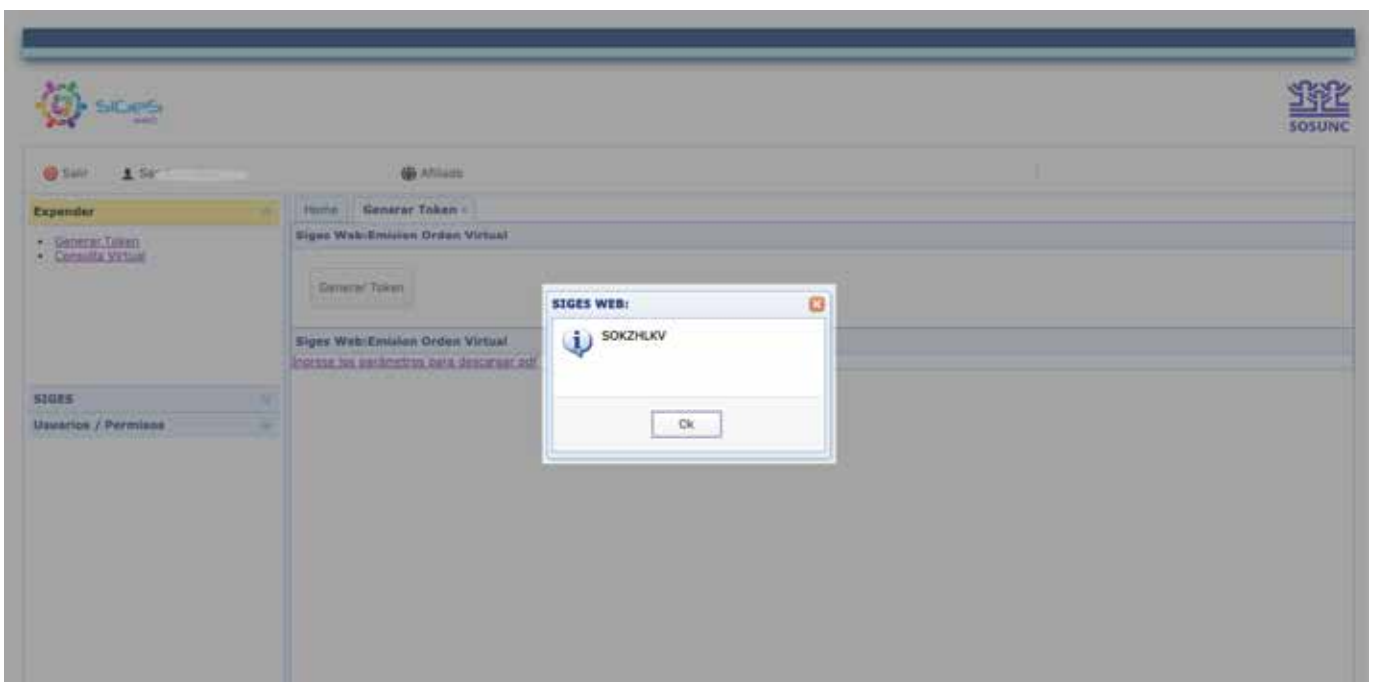 SIGeS
web
SOSUNC
Salir
Afiliado
Expender
Home
Generar Token
Generar Token
Consulta Virtual
Siges Web:Emision Orden Virtual
Generar Token
SIGES WEB:
SOKZHLKV
Ok
Siges Web:Emision Orden Virtual
Ingrese los parámetros para descargar pdf
SIGES
Usuarios / Permisos